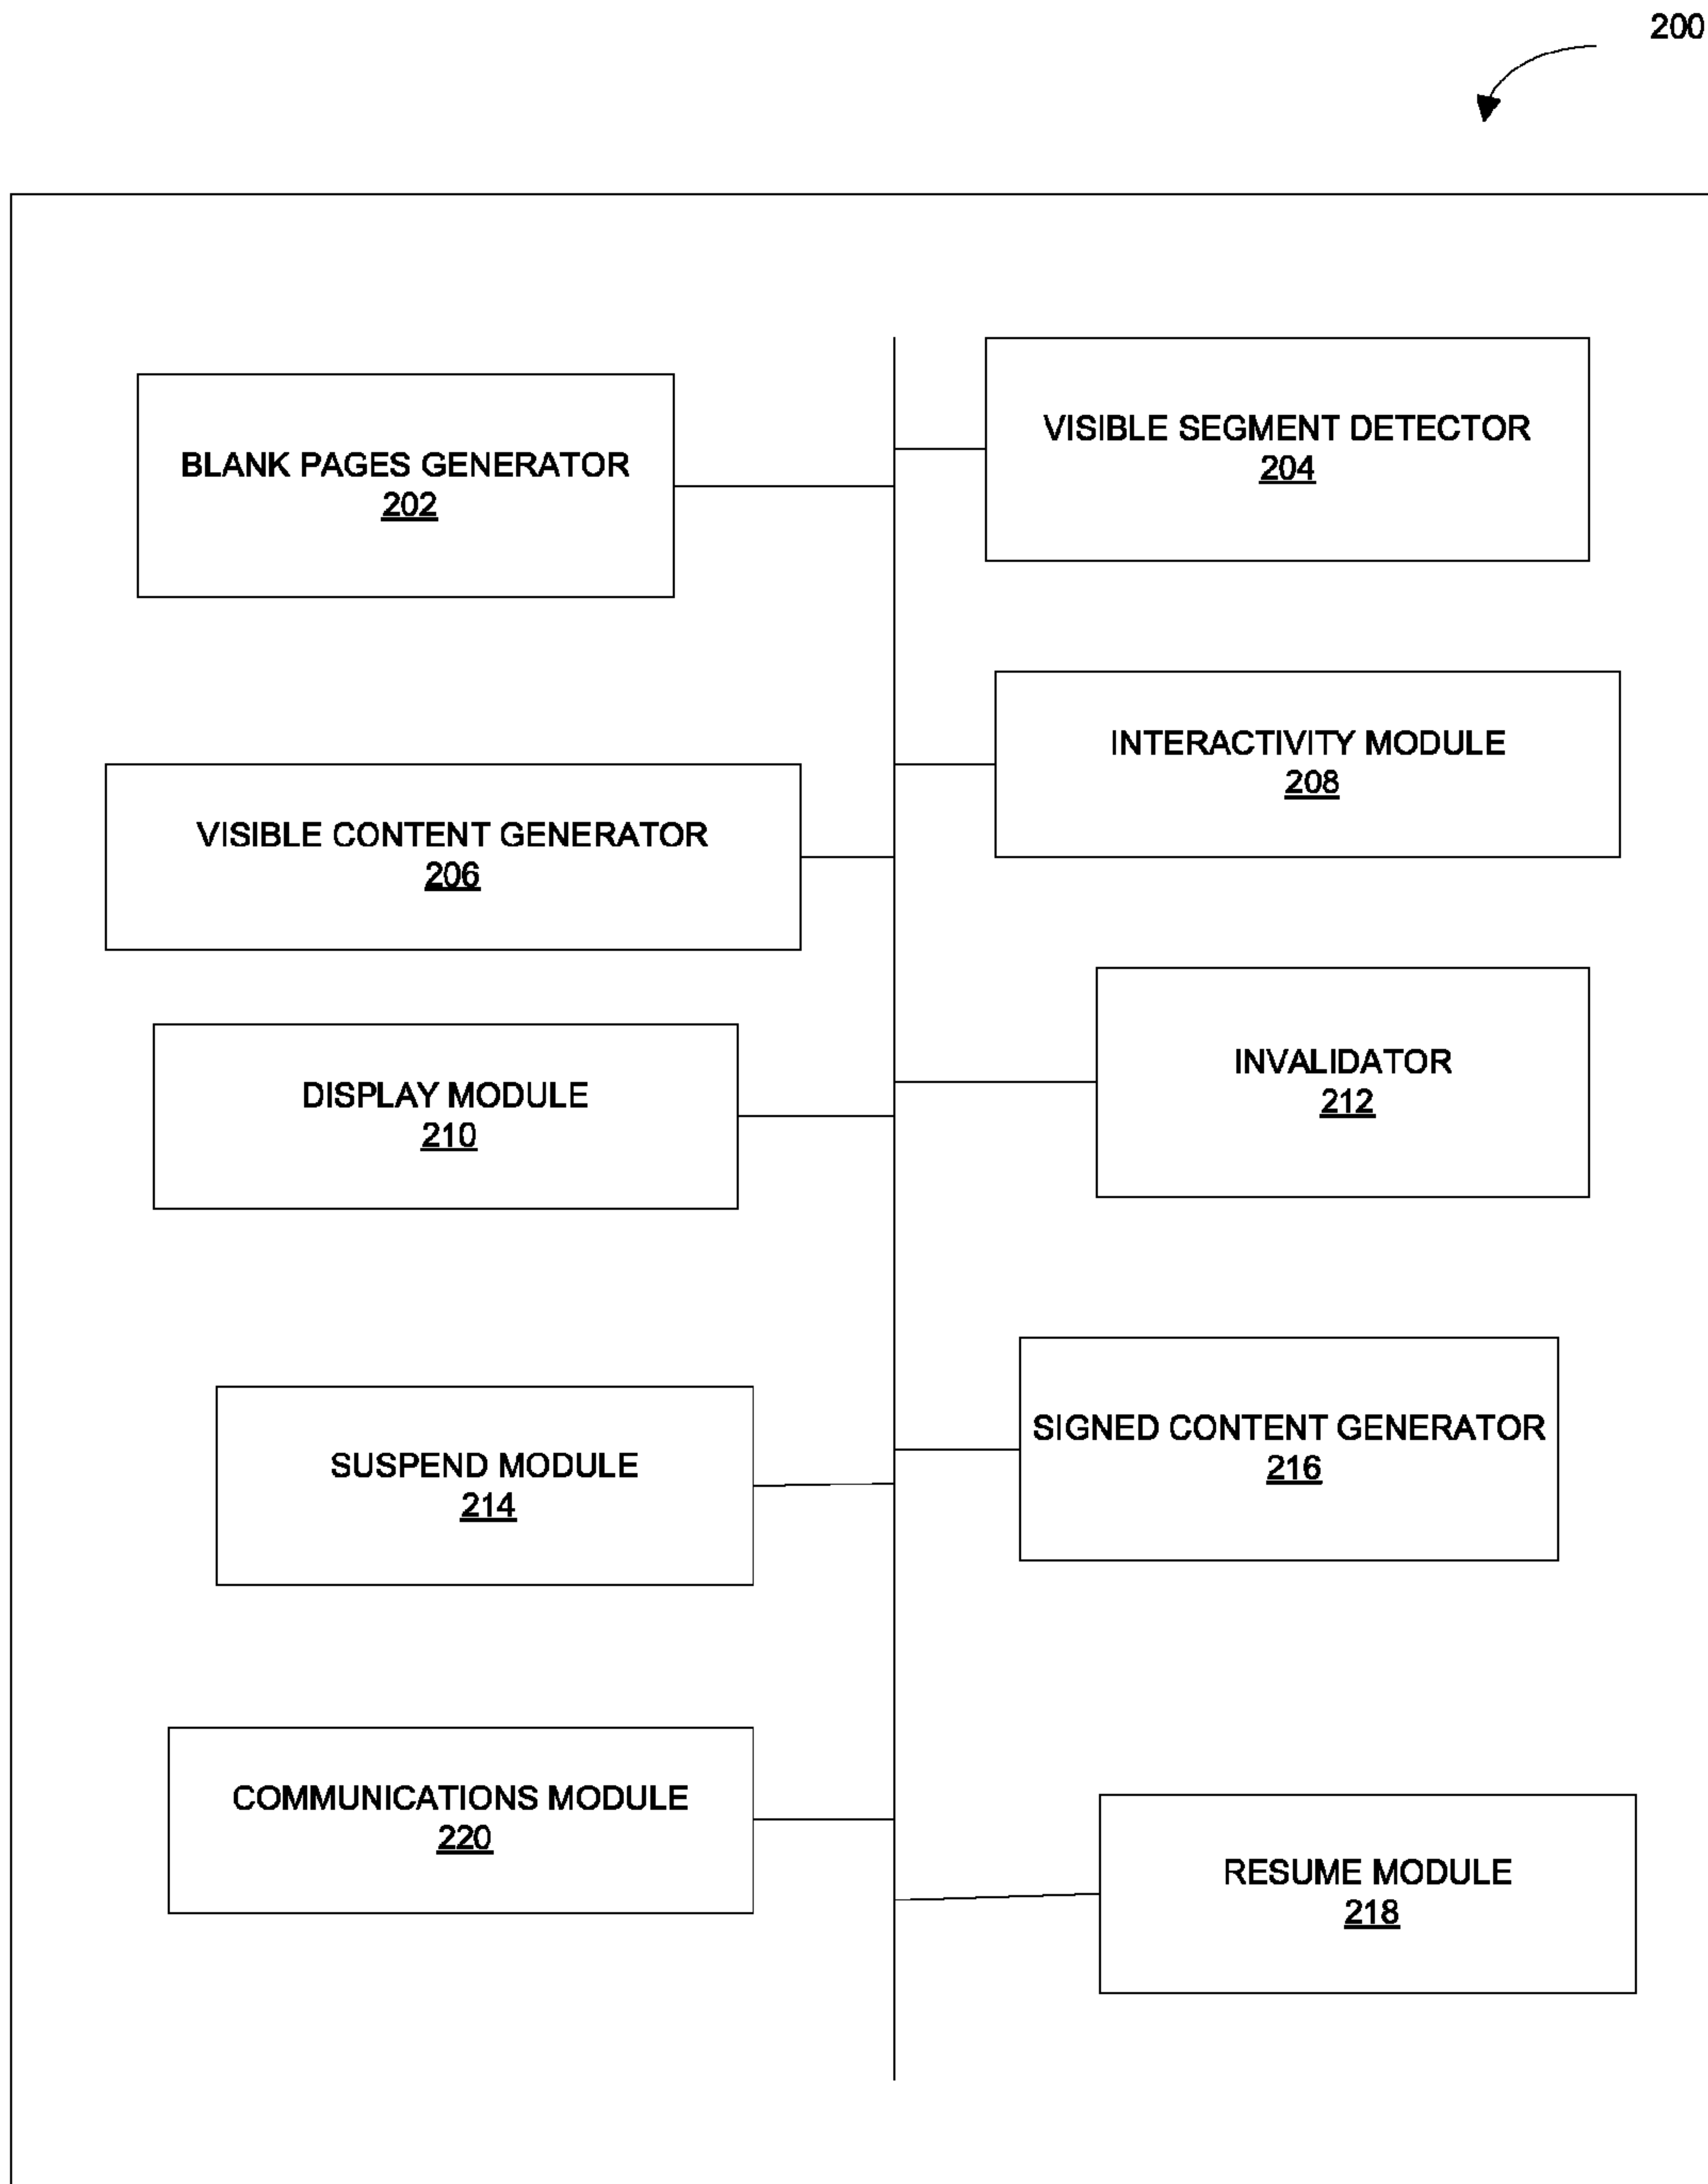 200
BLANK PAGES GENERATOR
202
VISIBLE SEGMENT DETECTOR
204
VISIBLE CONTENT GENERATOR
206
INTERACTIVITY MODULE
208
DISPLAY MODULE
210
INVALIDATOR
212
SUSPEND MODULE
214
SIGNED CONTENT GENERATOR
216
COMMUNICATIONS MODULE
220
RESUME MODULE
218